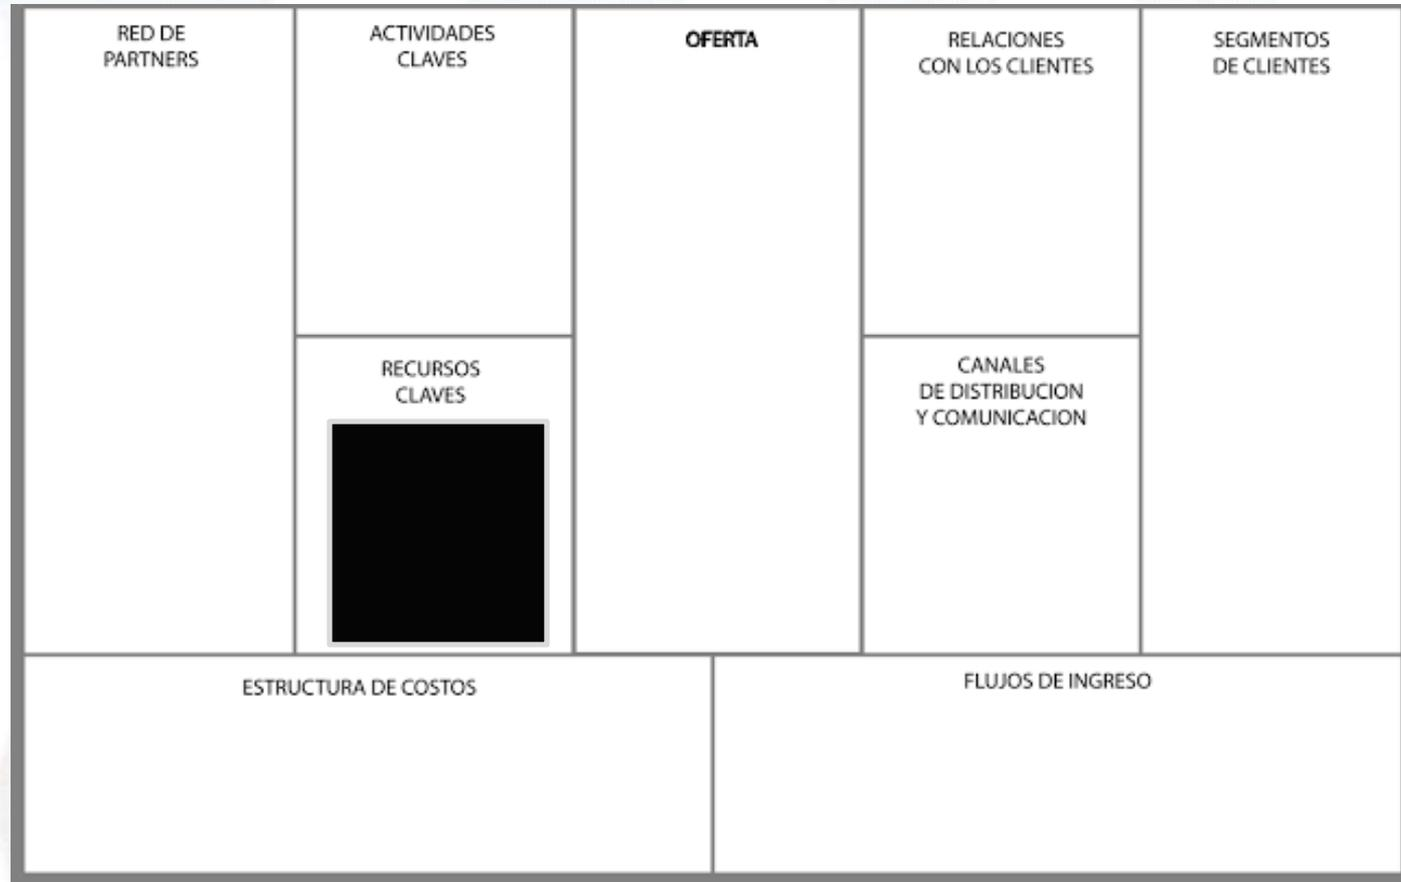 RED DE
PARTNERS
ACTIVIDADES
CLAVES
OFERTA
RELACIONES
CON LOS CLIENTES
SEGMENTOS
DE CLIENTES
RECURSOS
CLAVES
CANALES
DE DISTRIBUCION
Y COMUNICACION
ESTRUCTURA DE COSTOS
FLUJOS DE INGRESO